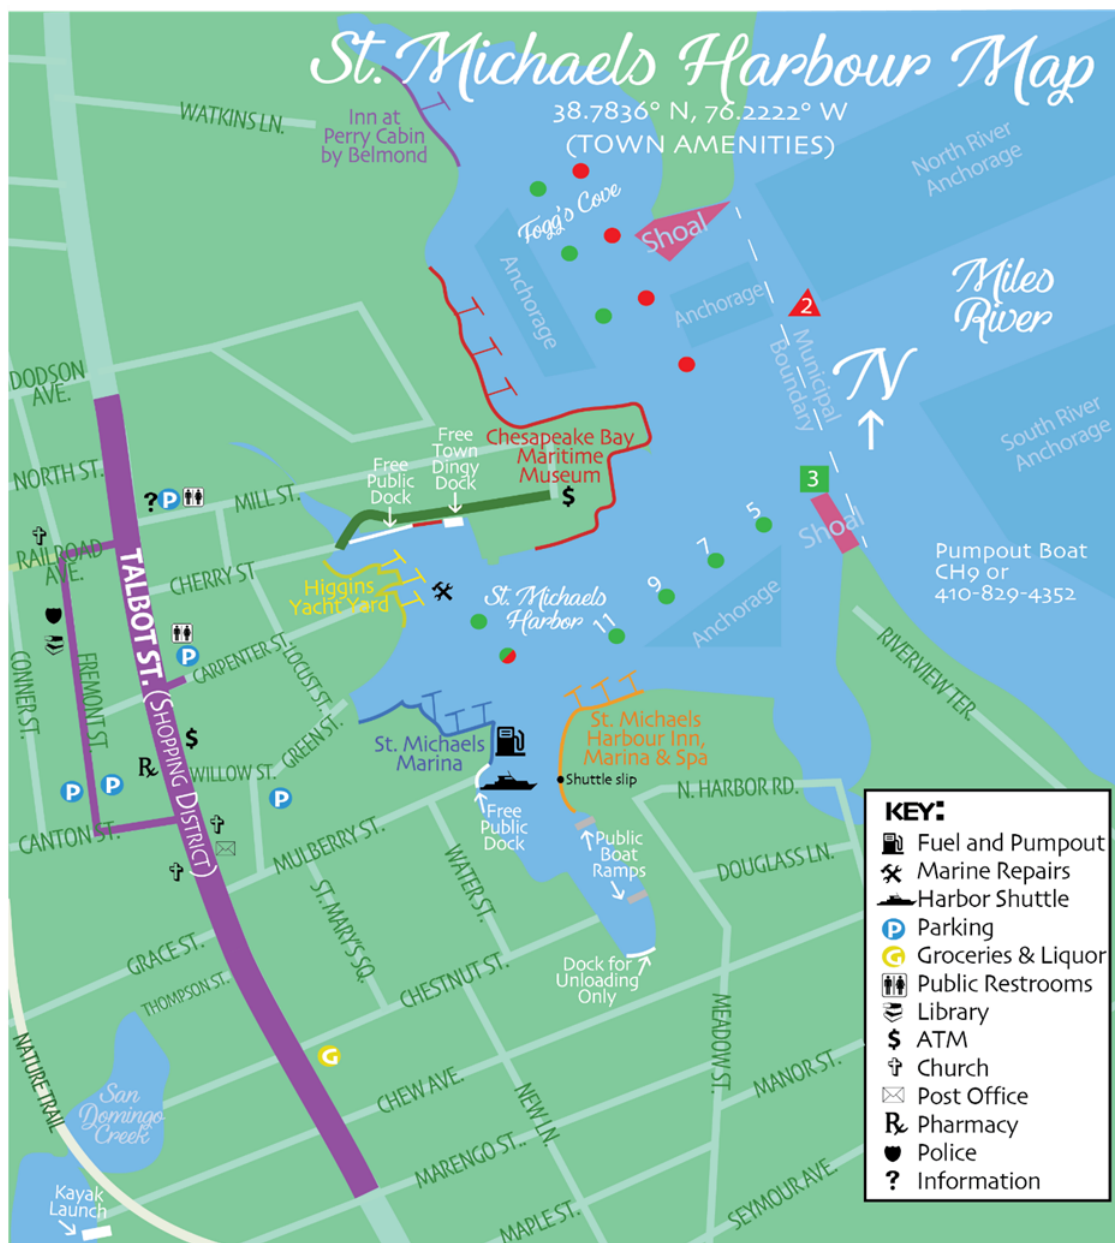 St. Michaels Harbour Map
38.7836° N, 76.2222° W
(TOWN AMENITIES)
WATKINS LN.
Inn at
Perry Cabin
by Belmond
North River
Anchorage
Fogg's Cove
Shoal
Anchorage
Anchorage
Miles
River
2
Municipal
Boundary
N
DODSON
AVE.
South River
Anchorage
Chesapeake Bay
Maritime
Museum
Free
Town
Dingy
Dock
Free
Public
Dock
NORTH ST.
MILL ST.
? P
$
3
Shoal
5
7
9
11
Pumpout Boat
CH9 or
410-829-4352
RAILROAD
AVE.
CHERRY ST
Higgins
Yacht Yard
St. Michaels
Harbor
Anchorage
TALBOT ST. (SHOPPING DISTRICT)
P
CARPENTER ST.
LOCUST ST.
CONNER ST.
FREMONT ST.
GREEN ST.
RIVERVIEW TER.
$
Rx
WILLOW ST.
P
P
P
St. Michaels
Marina
St. Michaels
Harbour Inn,
Marina & Spa
Shuttle slip
N. HARBOR RD.
CANTON ST.
MULBERRY ST.
Free
Public
Dock
Public
Boat
Ramps
DOUGLASS LN.
WATER ST.
ST. MARY'S SQ.
GRACE ST.
THOMPSON ST.
CHESTNUT ST.
Dock for
Unloading
Only
NATURE TRAIL
G
MEADOW ST.
MANOR ST.
San
Domingo
Creek
CHEW AVE.
NEW LN.
MARENGO ST..
Kayak
Launch
MAPLE ST.
SEYMOUR AVE.
KEY:
Fuel and Pumpout
Marine Repairs
Harbor Shuttle
P Parking
G Groceries & Liquor
Public Restrooms
Library
$ ATM
Church
Post Office
Rx Pharmacy
Police
? Information